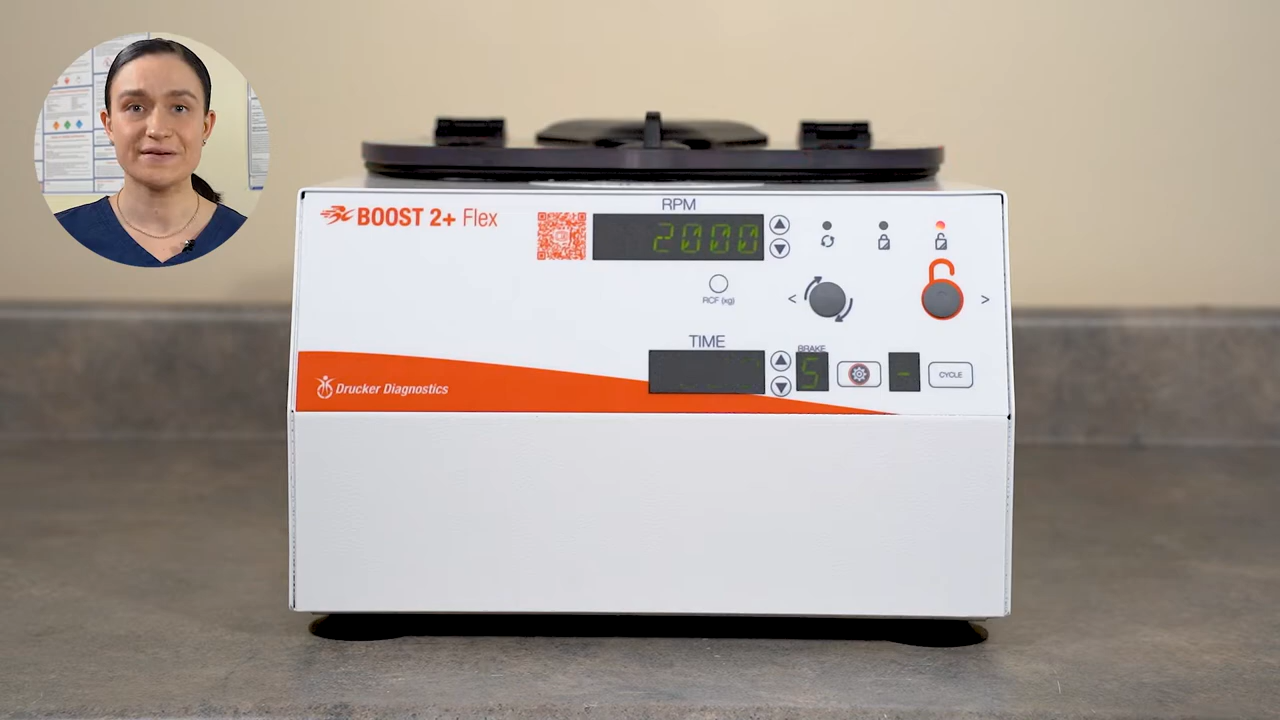 BOOST 2+ Flex
RPM
2000
RCF (xg)
< >
TIME
BRAKE
5
-
CYCLE
Drucker Diagnostics